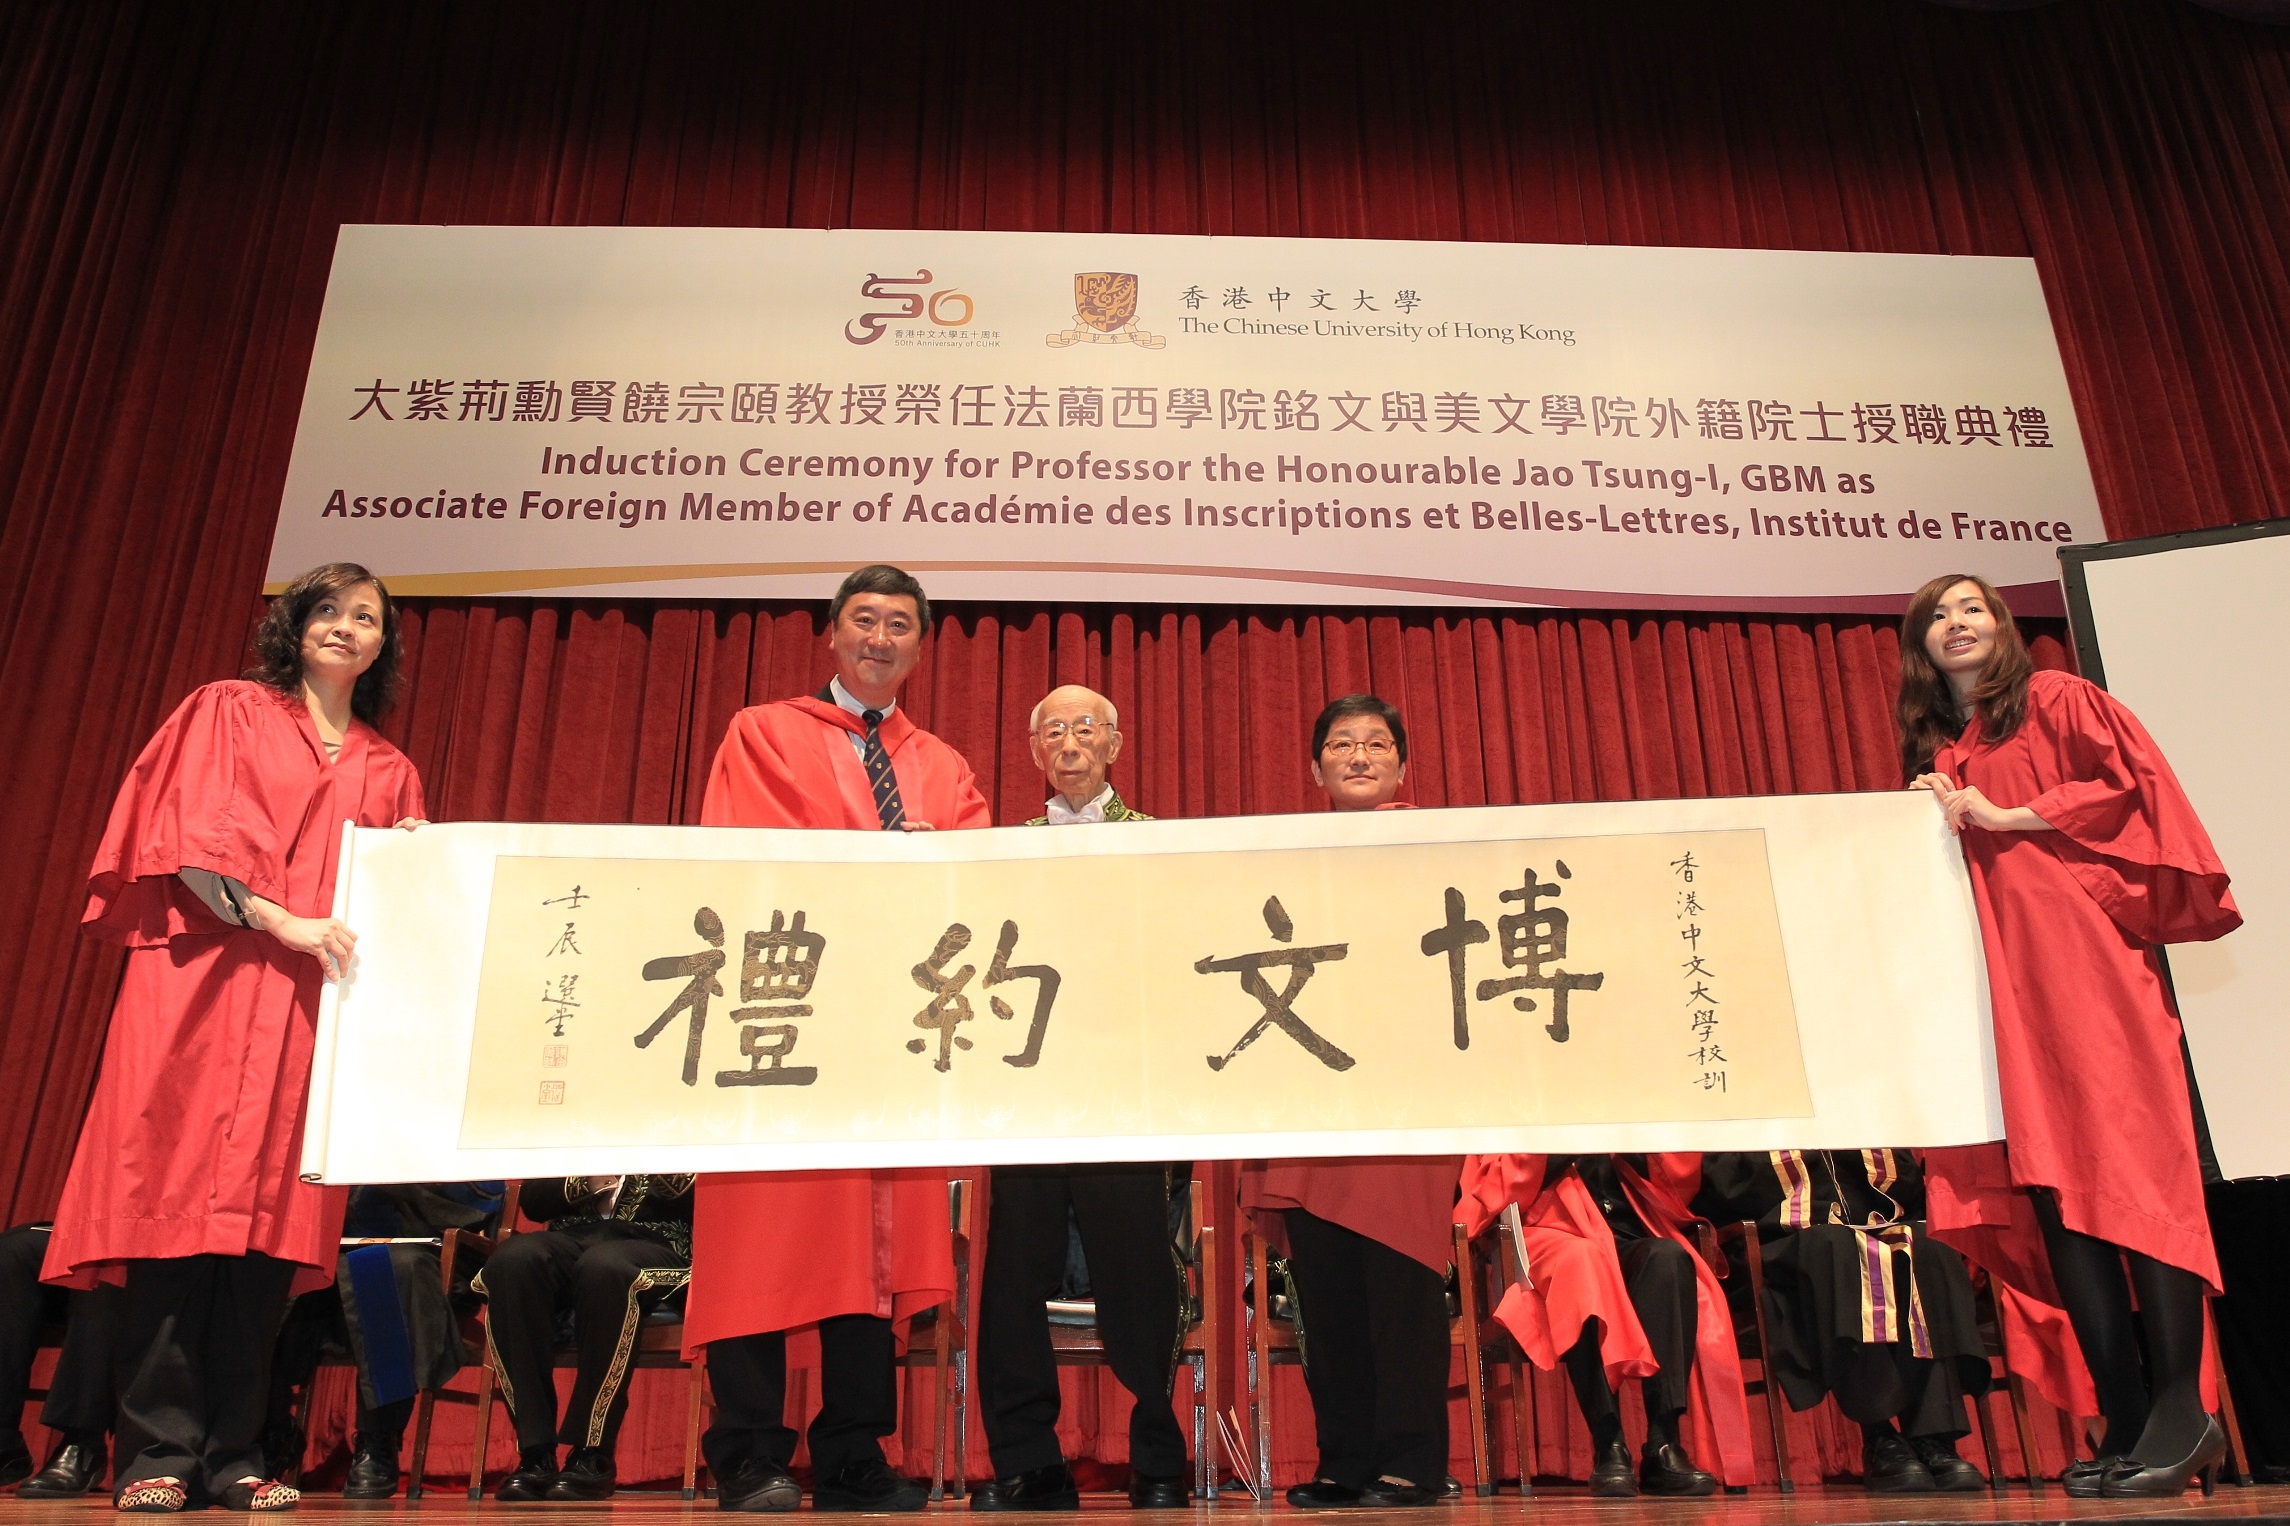 香港中文大學五十周年
50th Anniversary of CUHK
香港中文大學
The Chinese University of Hong Kong
大紫荊勳賢饒宗頤教授榮任法蘭西學院銘文與美文學院外籍院士授職典禮
Induction Ceremony for Professor the Honourable Jao Tsung-I, GBM as
Associate Foreign Member of Académie des Inscriptions et Belles-Lettres, Institut de France
香港中文大學校訓
博文約禮
壬辰 選堂